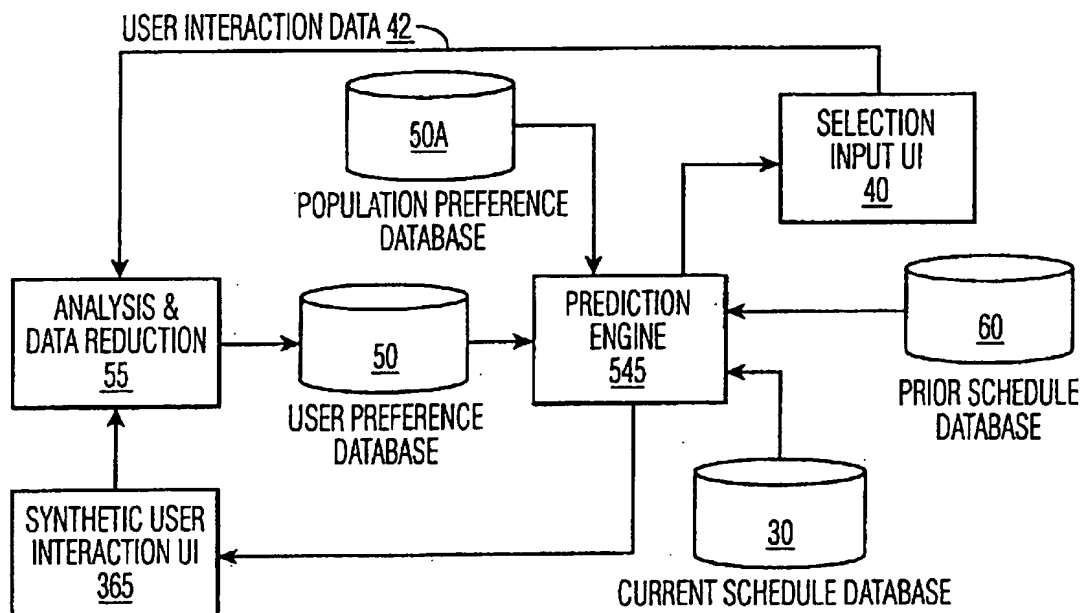 USER INTERACTION DATA 42
50A
POPULATION PREFERENCE
DATABASE
SELECTION
INPUT UI
40
ANALYSIS &
DATA REDUCTION
55
50
USER PREFERENCE
DATABASE
PREDICTION
ENGINE
545
60
PRIOR SCHEDULE
DATABASE
SYNTHETIC USER
INTERACTION UI
365
30
CURRENT SCHEDULE DATABASE